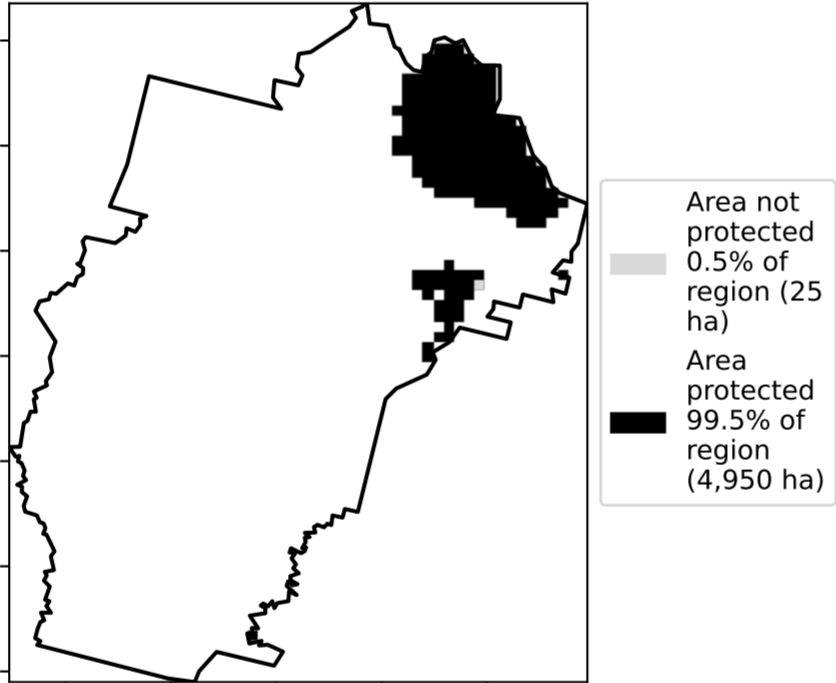 Area not
protected
0.5% of
region (25
ha)
Area
protected
99.5% of
region
(4,950 ha)